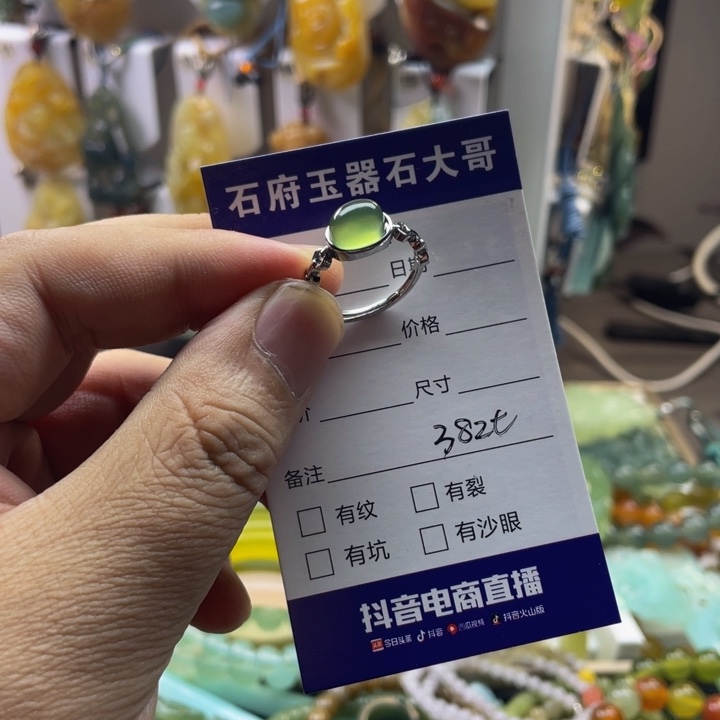 石府玉器石大哥
日期
价格
价 尺寸
备注 382t
有纹 有裂
有坑 有沙眼
抖音电商直播
今日头条 抖音 西瓜视频 抖音火山版